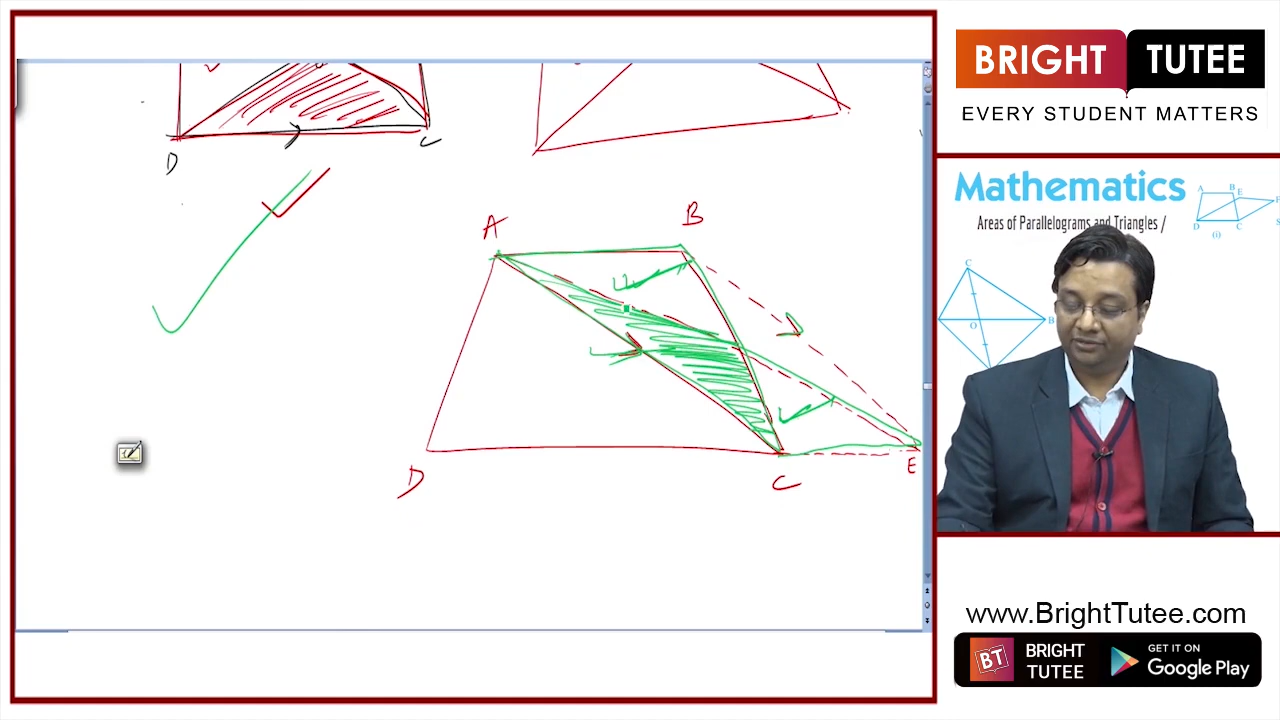 BRIGHT TUTEE
EVERY STUDENT MATTERS
Mathematics
Areas of Parallelograms and Triangles /
A B E F
D C S
(i)
C
O B
D C
A B
D C E
www.BrightTutee.com
BT BRIGHT TUTEE
GET IT ON
Google Play